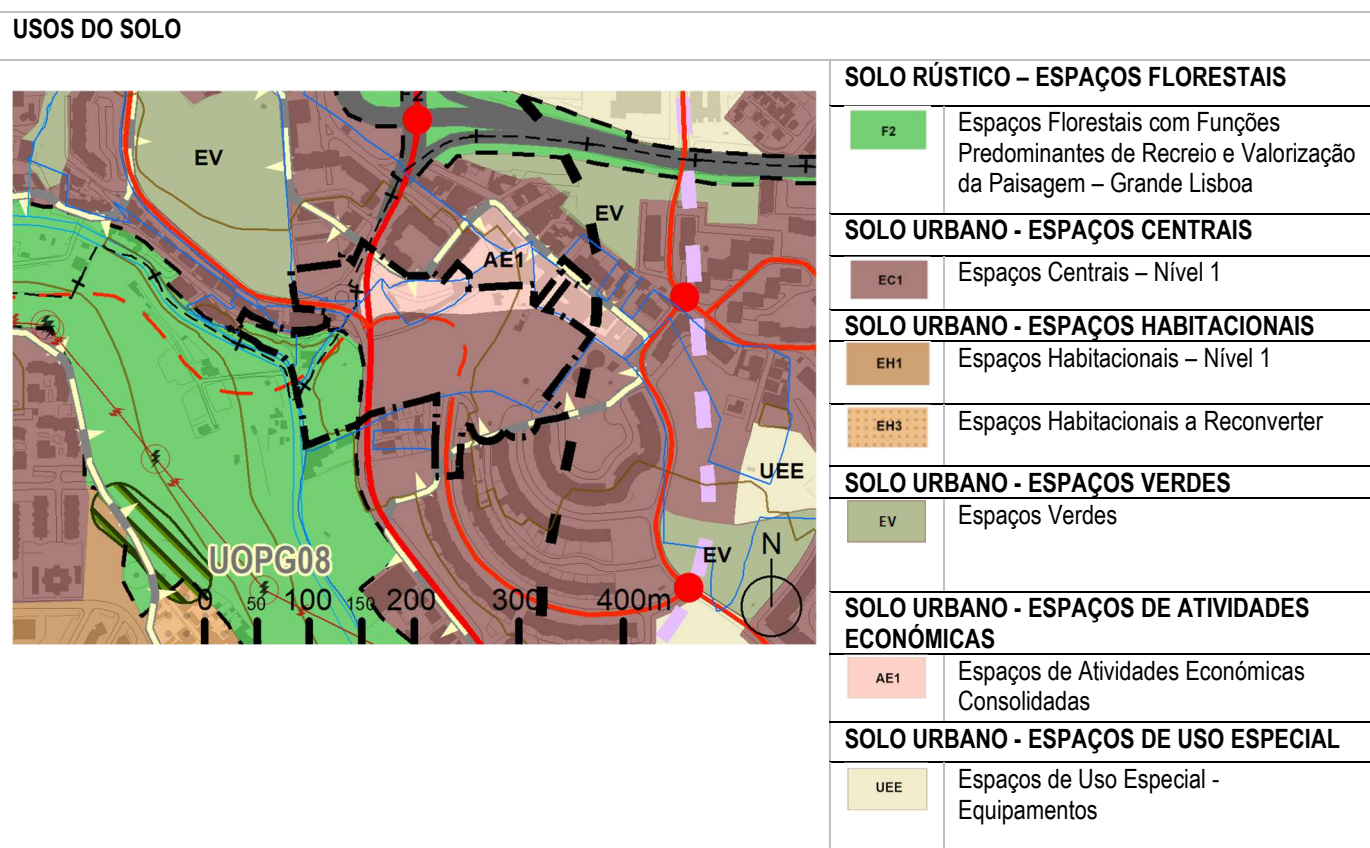 USOS DO SOLO
F2
EV
EV
AE1
UEE
EV
N
UOPG08
0 50 100 150 200 300 400m
SOLO RÚSTICO – ESPAÇOS FLORESTAIS
F2
Espaços Florestais com Funções
Predominantes de Recreio e Valorização
da Paisagem – Grande Lisboa
SOLO URBANO - ESPAÇOS CENTRAIS
EC1
Espaços Centrais – Nível 1
SOLO URBANO - ESPAÇOS HABITACIONAIS
EH1
Espaços Habitacionais – Nível 1
EH3
Espaços Habitacionais a Reconverter
SOLO URBANO - ESPAÇOS VERDES
EV
Espaços Verdes
SOLO URBANO - ESPAÇOS DE ATIVIDADES
ECONÓMICAS
AE1
Espaços de Atividades Económicas
Consolidadas
SOLO URBANO - ESPAÇOS DE USO ESPECIAL
UEE
Espaços de Uso Especial -
Equipamentos